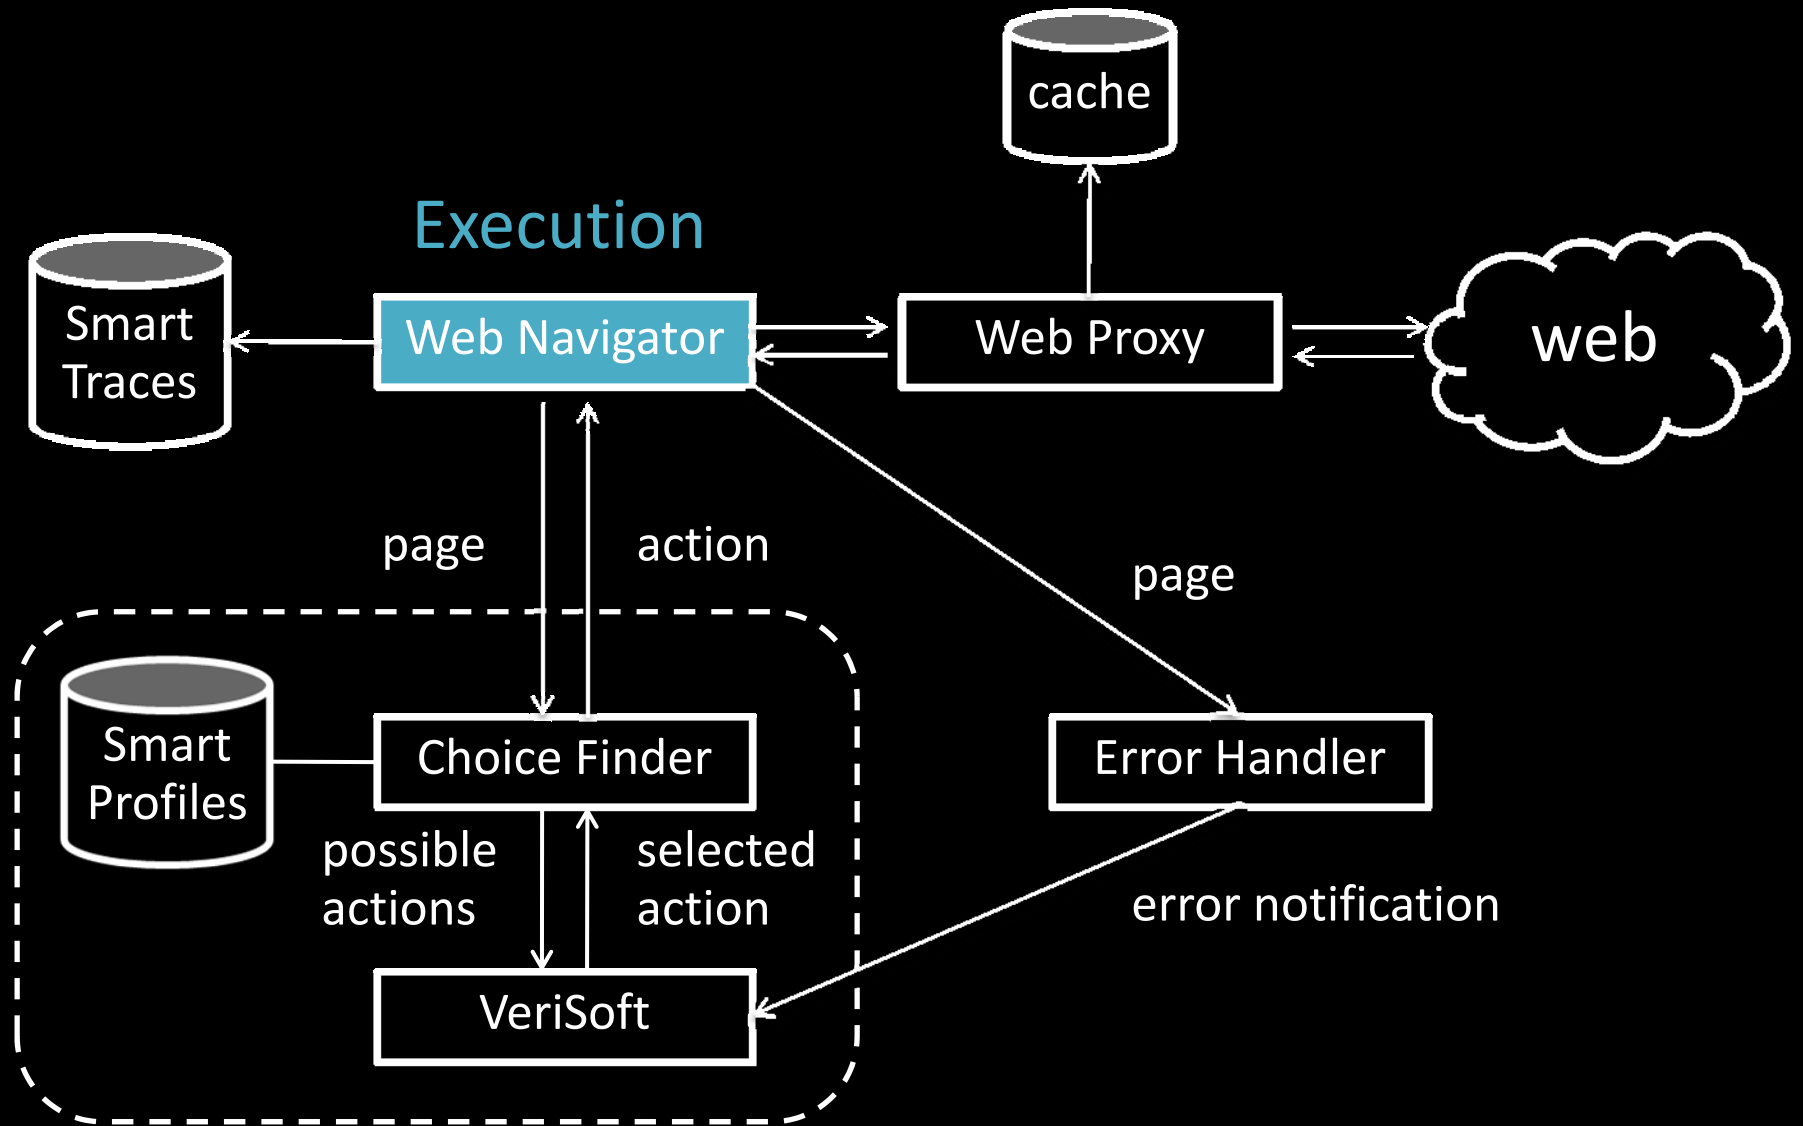 cache
Execution
Smart
Traces
Web Navigator
Web Proxy
web
page
action
page
Smart
Profiles
Choice Finder
Error Handler
possible
actions
selected
action
error notification
VeriSoft